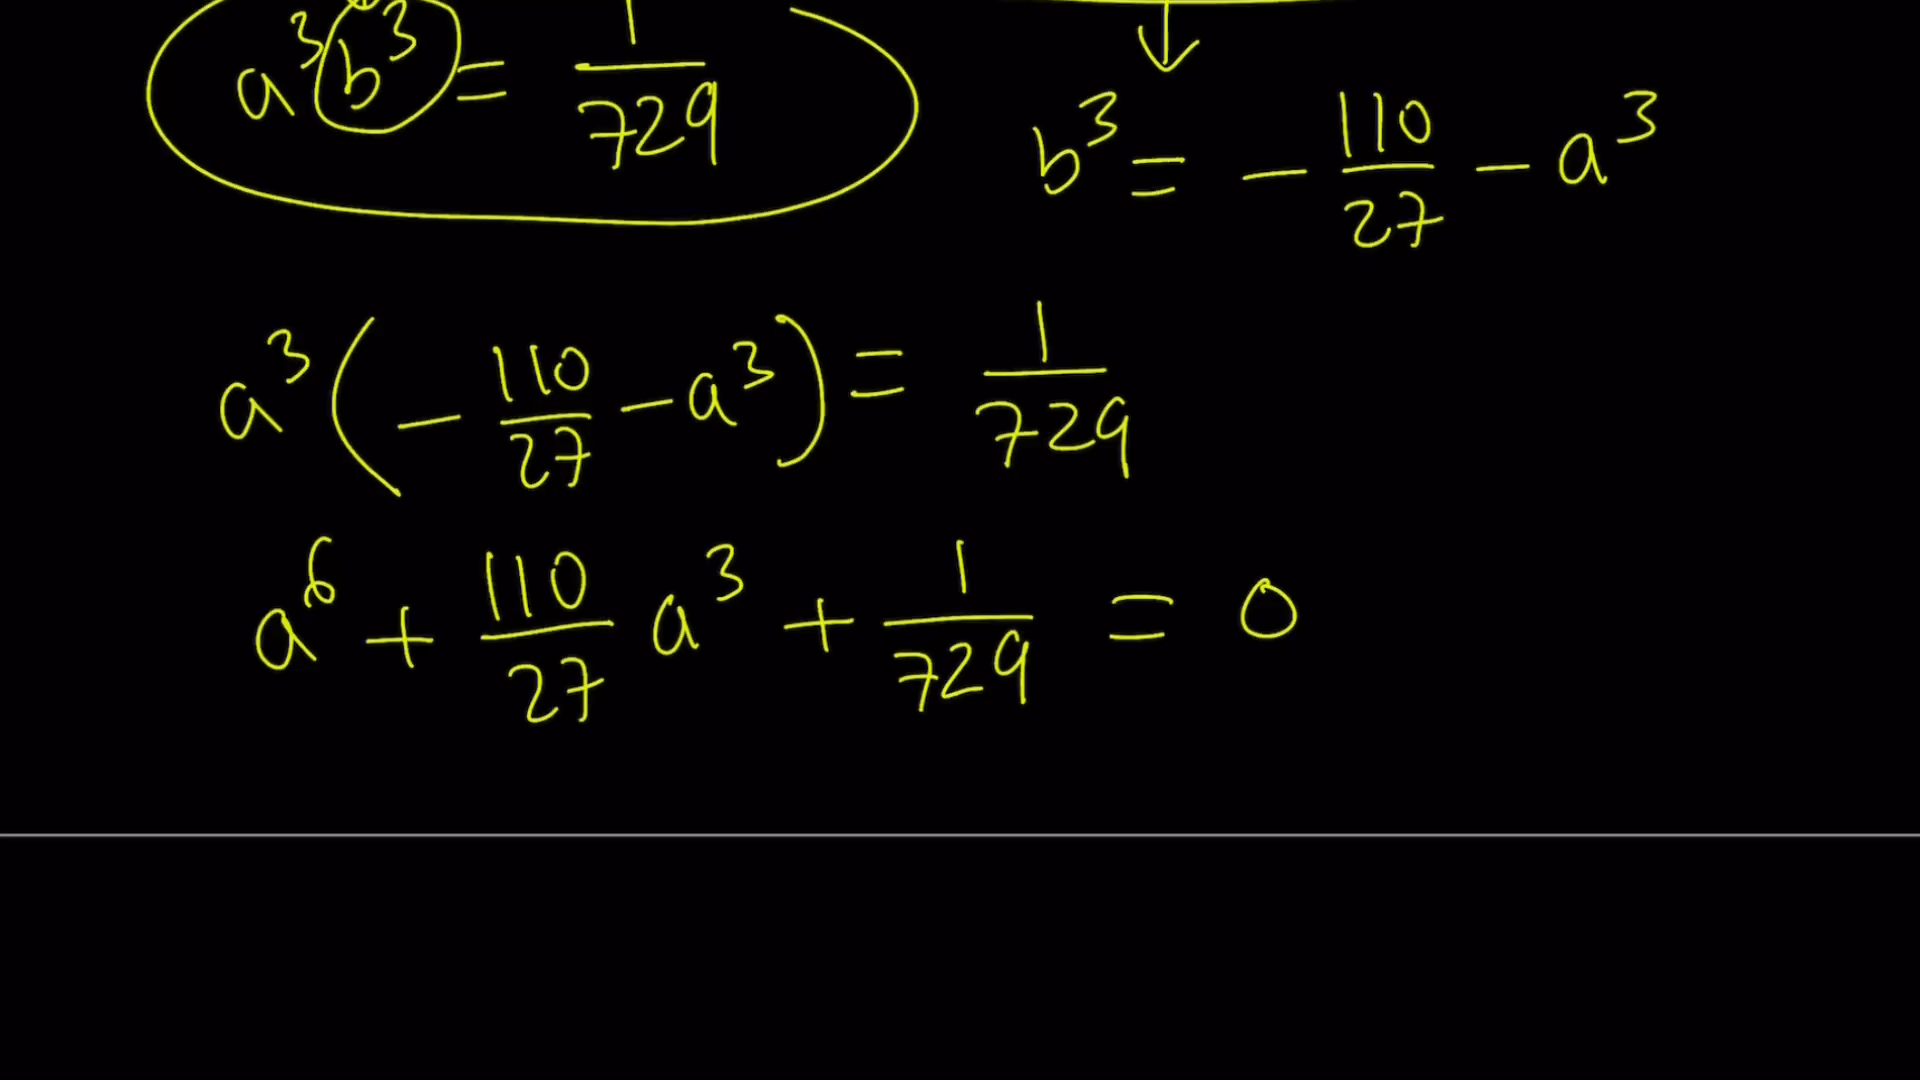 a³b³ = 1/729
b³ = - 110/27 - a³
a³(- 110/27 - a³) = 1/729
a⁶ + 110/27 a³ + 1/729 = 0